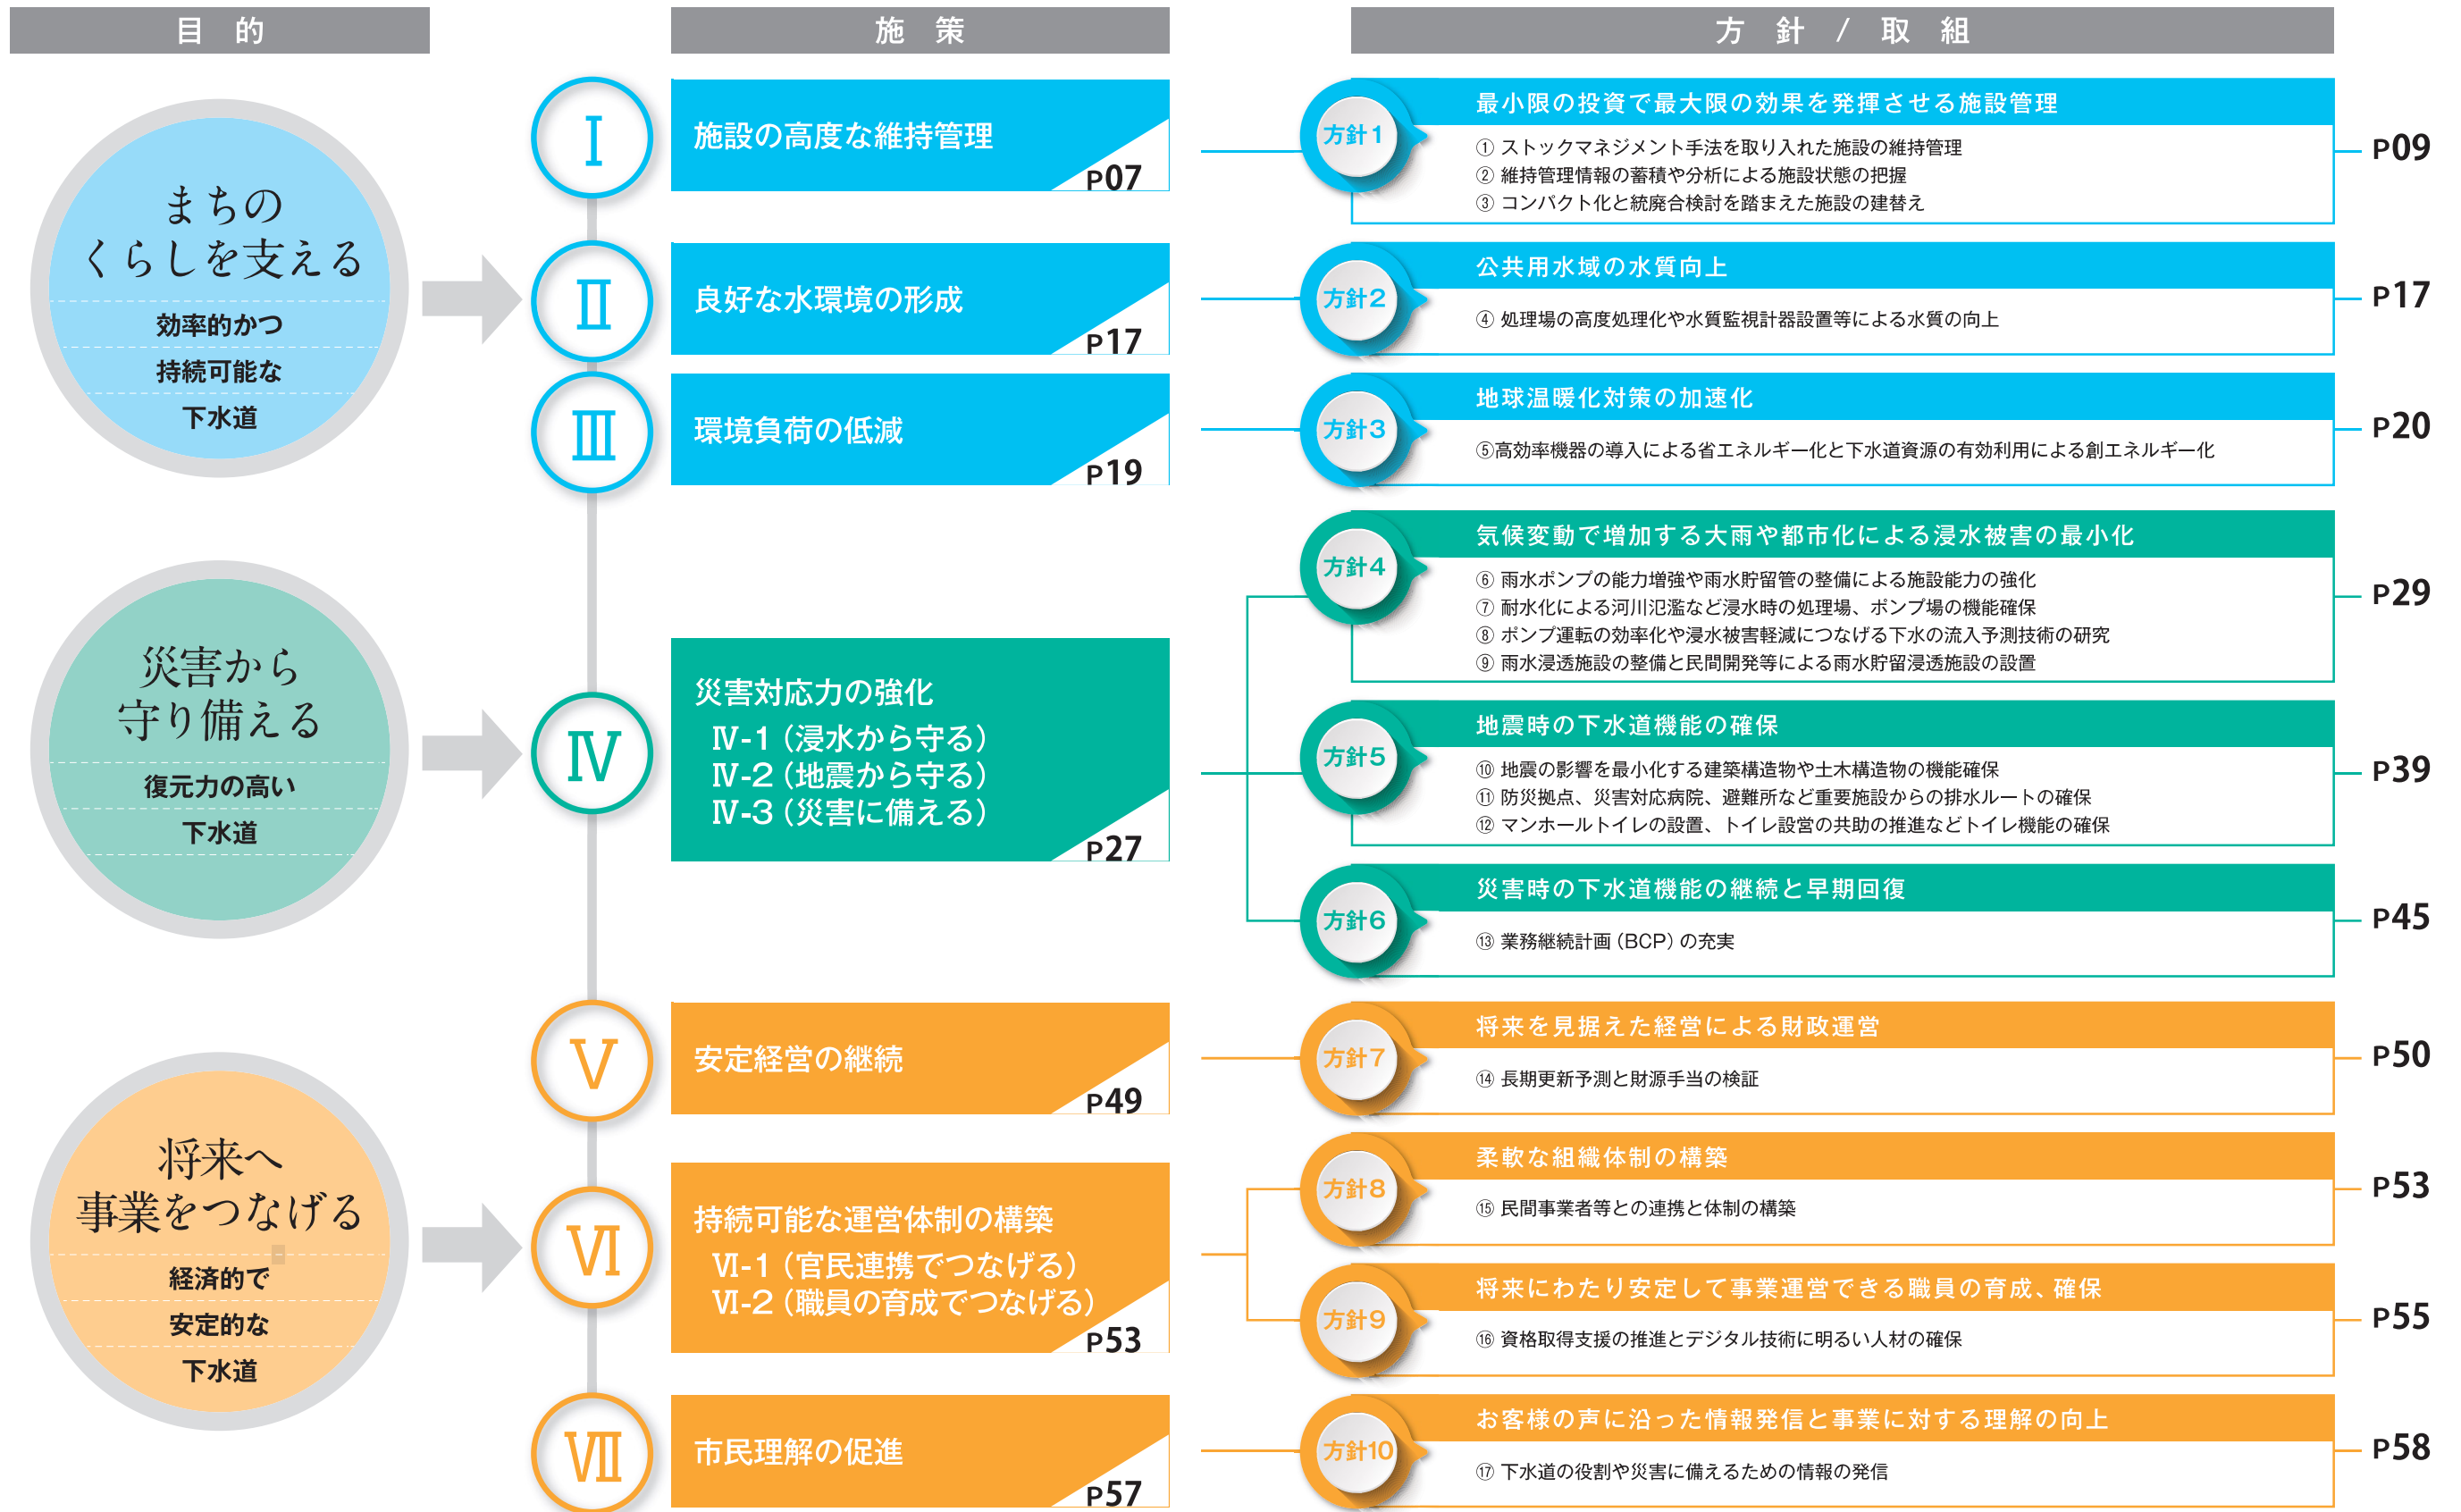 目的
施策
方針/取組
まちの
くらしを支える
効率的かつ
持続可能な
下水道
Ⅰ
施設の高度な維持管理
P07
方針1
最小限の投資で最大限の効果を発揮させる施設管理
① ストックマネジメント手法を取り入れた施設の維持管理
② 維持管理情報の蓄積や分析による施設状態の把握
③ コンパクト化と統廃合検討を踏まえた施設の建替え
P09
Ⅱ
良好な水環境の形成
P17
方針2
公共用水域の水質向上
④ 処理場の高度処理化や水質監視計器設置等による水質の向上
P17
Ⅲ
環境負荷の低減
P19
方針3
地球温暖化対策の加速化
⑤高効率機器の導入による省エネルギー化と下水道資源の有効利用による創エネルギー化
P20
災害から
守り備える
復元力の高い
下水道
Ⅳ
災害対応力の強化
Ⅳ-1（浸水から守る）
Ⅳ-2（地震から守る）
Ⅳ-3（災害に備える）
P27
方針4
気候変動で増加する大雨や都市化による浸水被害の最小化
⑥ 雨水ポンプの能力増強や雨水貯留管の整備による施設能力の強化
⑦ 耐水化による河川氾濫など浸水時の処理場、ポンプ場の機能確保
⑧ ポンプ運転の効率化や浸水被害軽減につなげる下水の流入予測技術の研究
⑨ 雨水浸透施設の整備と民間開発等による雨水貯留浸透施設の設置
P29
方針5
地震時の下水道機能の確保
⑩ 地震の影響を最小化する建築構造物や土木構造物の機能確保
⑪ 防災拠点、災害対応病院、避難所など重要施設からの排水ルートの確保
⑫ マンホールトイレの設置、トイレ設営の共助の推進などトイレ機能の確保
P39
方針6
災害時の下水道機能の継続と早期回復
⑬ 業務継続計画（BCP）の充実
P45
将来へ
事業をつなげる
経済的で
安定的な
下水道
Ⅴ
安定経営の継続
P49
方針7
将来を見据えた経営による財政運営
⑭ 長期更新予測と財源手当の検証
P50
Ⅵ
持続可能な運営体制の構築
Ⅵ-1（官民連携でつなげる）
Ⅵ-2（職員の育成でつなげる）
P53
方針8
柔軟な組織体制の構築
⑮ 民間事業者等との連携と体制の構築
P53
方針9
将来にわたり安定して事業運営できる職員の育成、確保
⑯ 資格取得支援の推進とデジタル技術に明るい人材の確保
P55
Ⅶ
市民理解の促進
P57
方針10
お客様の声に沿った情報発信と事業に対する理解の向上
⑰ 下水道の役割や災害に備えるための情報の発信
P58